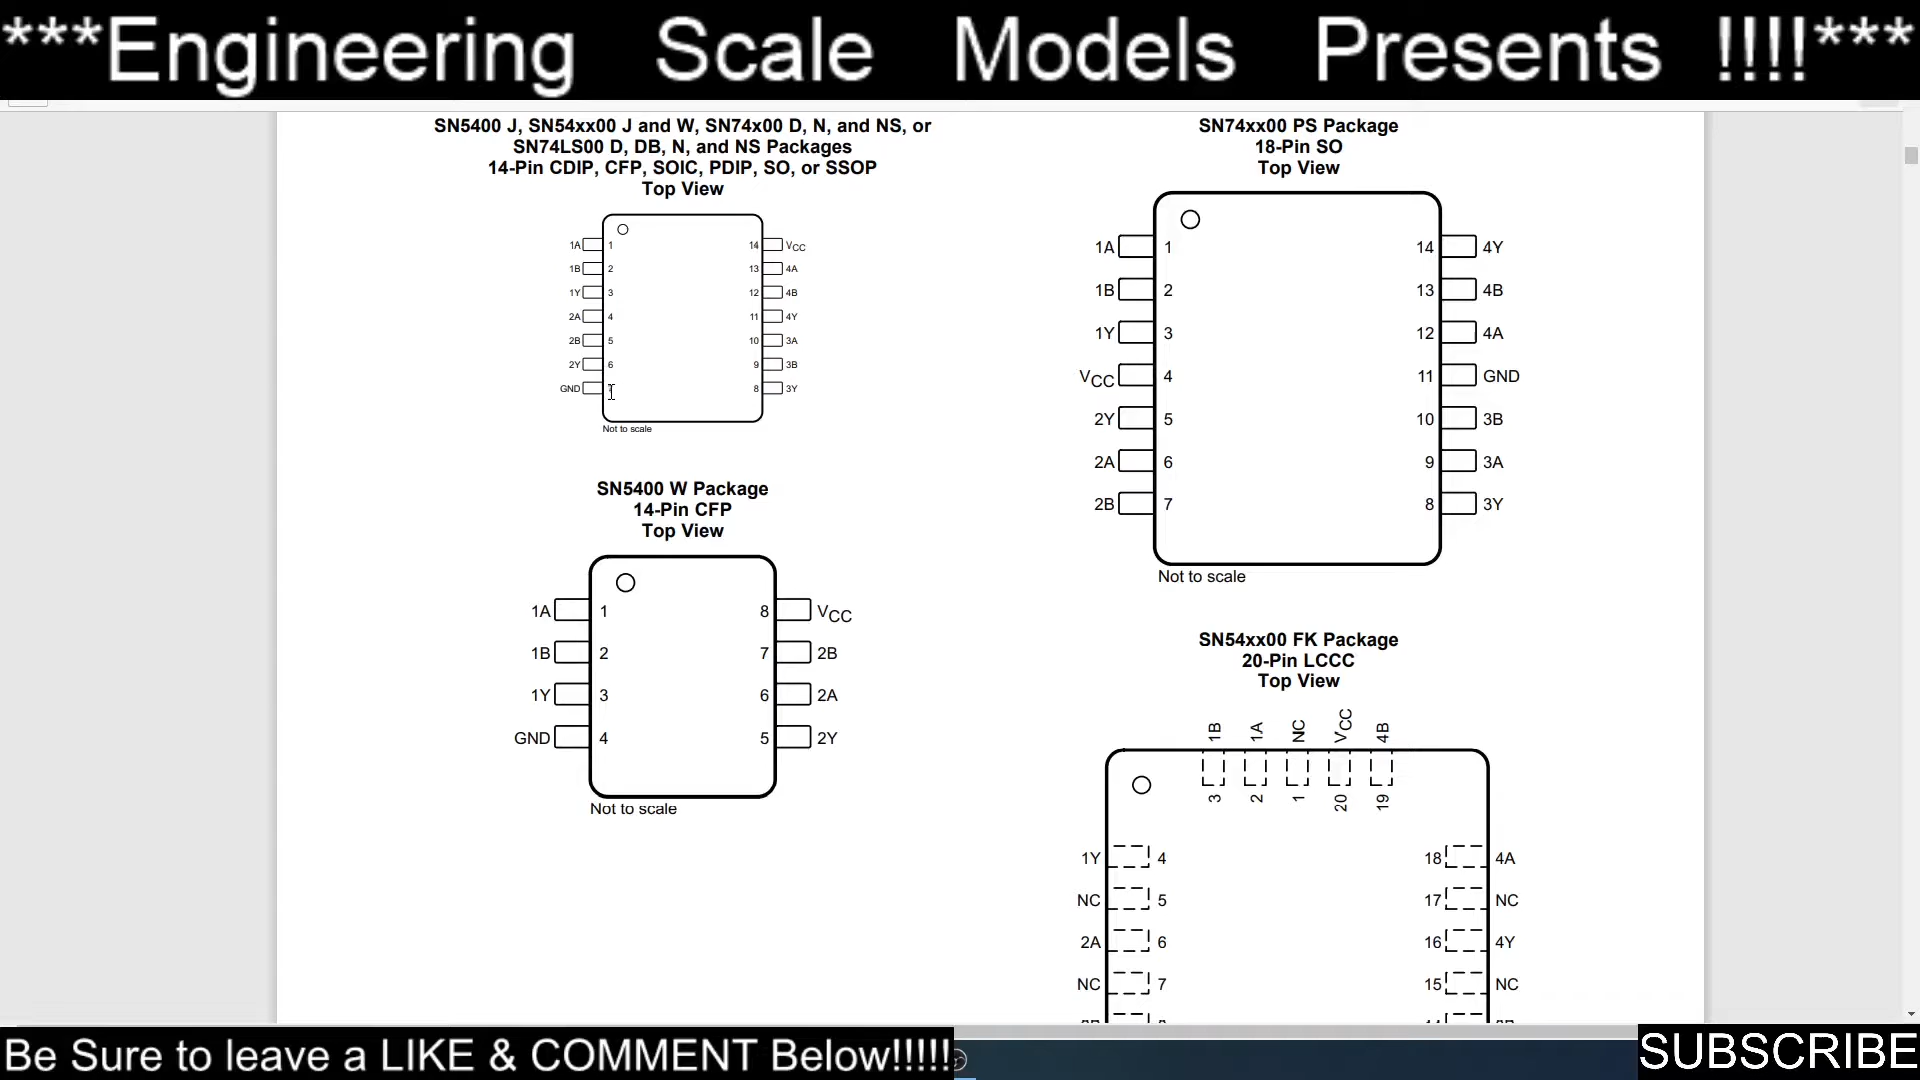 ***Engineering Scale Models Presents !!!!***
SN5400 J, SN54xx00 J and W, SN74x00 D, N, and NS, or
SN74LS00 D, DB, N, and NS Packages
14-Pin CDIP, CFP, SOIC, PDIP, SO, or SSOP
Top View
1A 1 14 VCC
1B 2 13 4A
1Y 3 12 4B
2A 4 11 4Y
2B 5 10 3A
2Y 6 9 3B
GND 8 3Y
Not to scale
SN5400 W Package
14-Pin CFP
Top View
1A 1 8 VCC
1B 2 7 2B
1Y 3 6 2A
GND 4 5 2Y
Not to scale
SN74xx00 PS Package
18-Pin SO
Top View
1A 1 14 4Y
1B 2 13 4B
1Y 3 12 4A
VCC 4 11 GND
2Y 5 10 3B
2A 6 9 3A
2B 7 8 3Y
Not to scale
SN54xx00 FK Package
20-Pin LCCC
Top View
1B 1A NC VCC 4B
3 2 1 20 19
1Y 4 18 4A
NC 5 17 NC
2A 6 16 4Y
NC 7 15 NC
Be Sure to leave a LIKE & COMMENT Below!!!!!
SUBSCRIBE